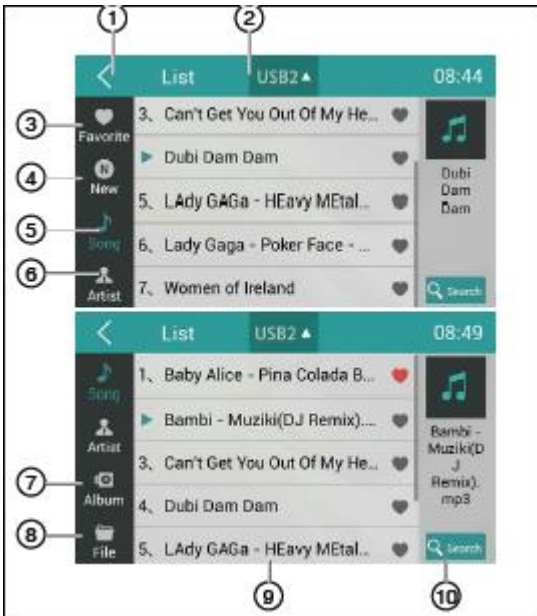 1
2
List
USB2
08:44
3
Favorite
4
New
5
Song
6
Artist
3、Can't Get You Out Of My He...
Dubi Dam Dam
5、LAdy GAGa - HEavy MEtal...
6、Lady Gaga - Poker Face - ...
7、Women of Ireland
Dubi
Dam
Dam
Search
List
USB2
08:49
Song
Artist
7
Album
8
File
1、Baby Alice - Pina Colada B...
Bambi - Muziki(DJ Remix)....
3、Can't Get You Out Of My He...
4、Dubi Dam Dam
5、LAdy GAGa - HEavy MEtal...
Bambi -
Muziki(D
J
Remix).
mp3
Search
9
10